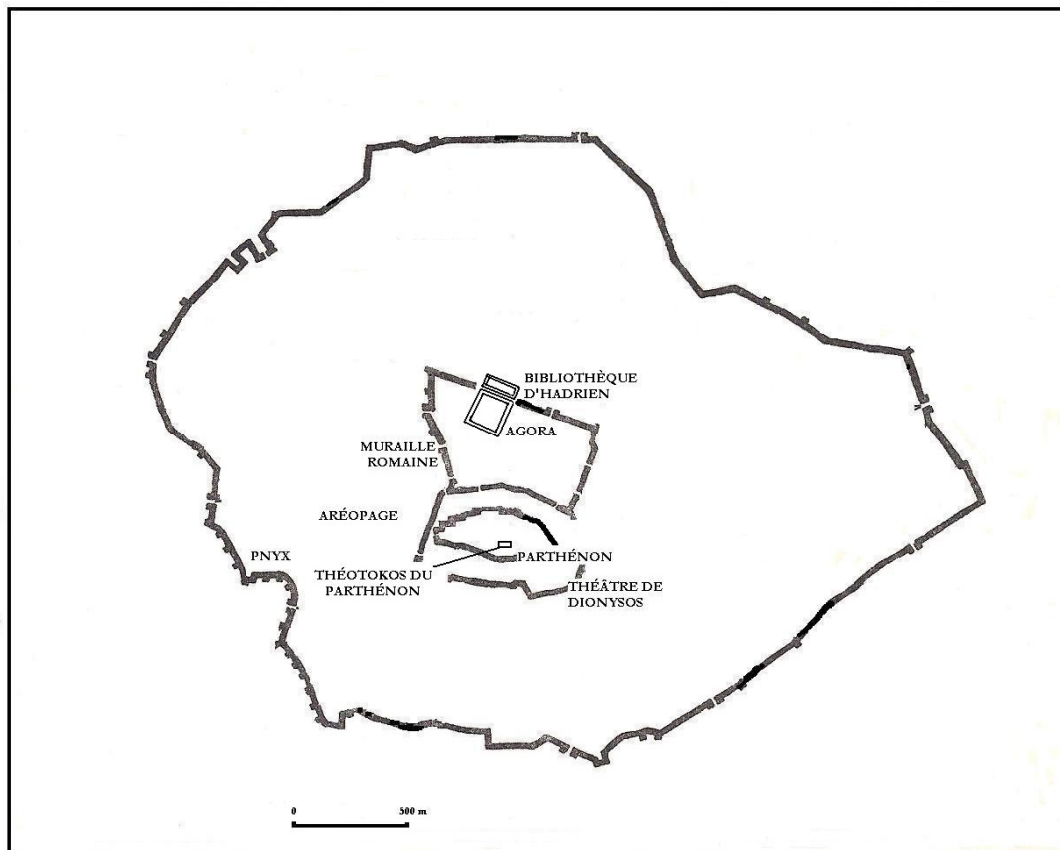 BIBLIOTHÈQUE
D'HADRIEN
AGORA
MURAILLE
ROMAINE
ARÉOPAGE
PNYX
PARTHÉNON
THÉOTOKOS DU
PARTHÉNON
THÉÂTRE DE
DIONYSOS
0 500 m